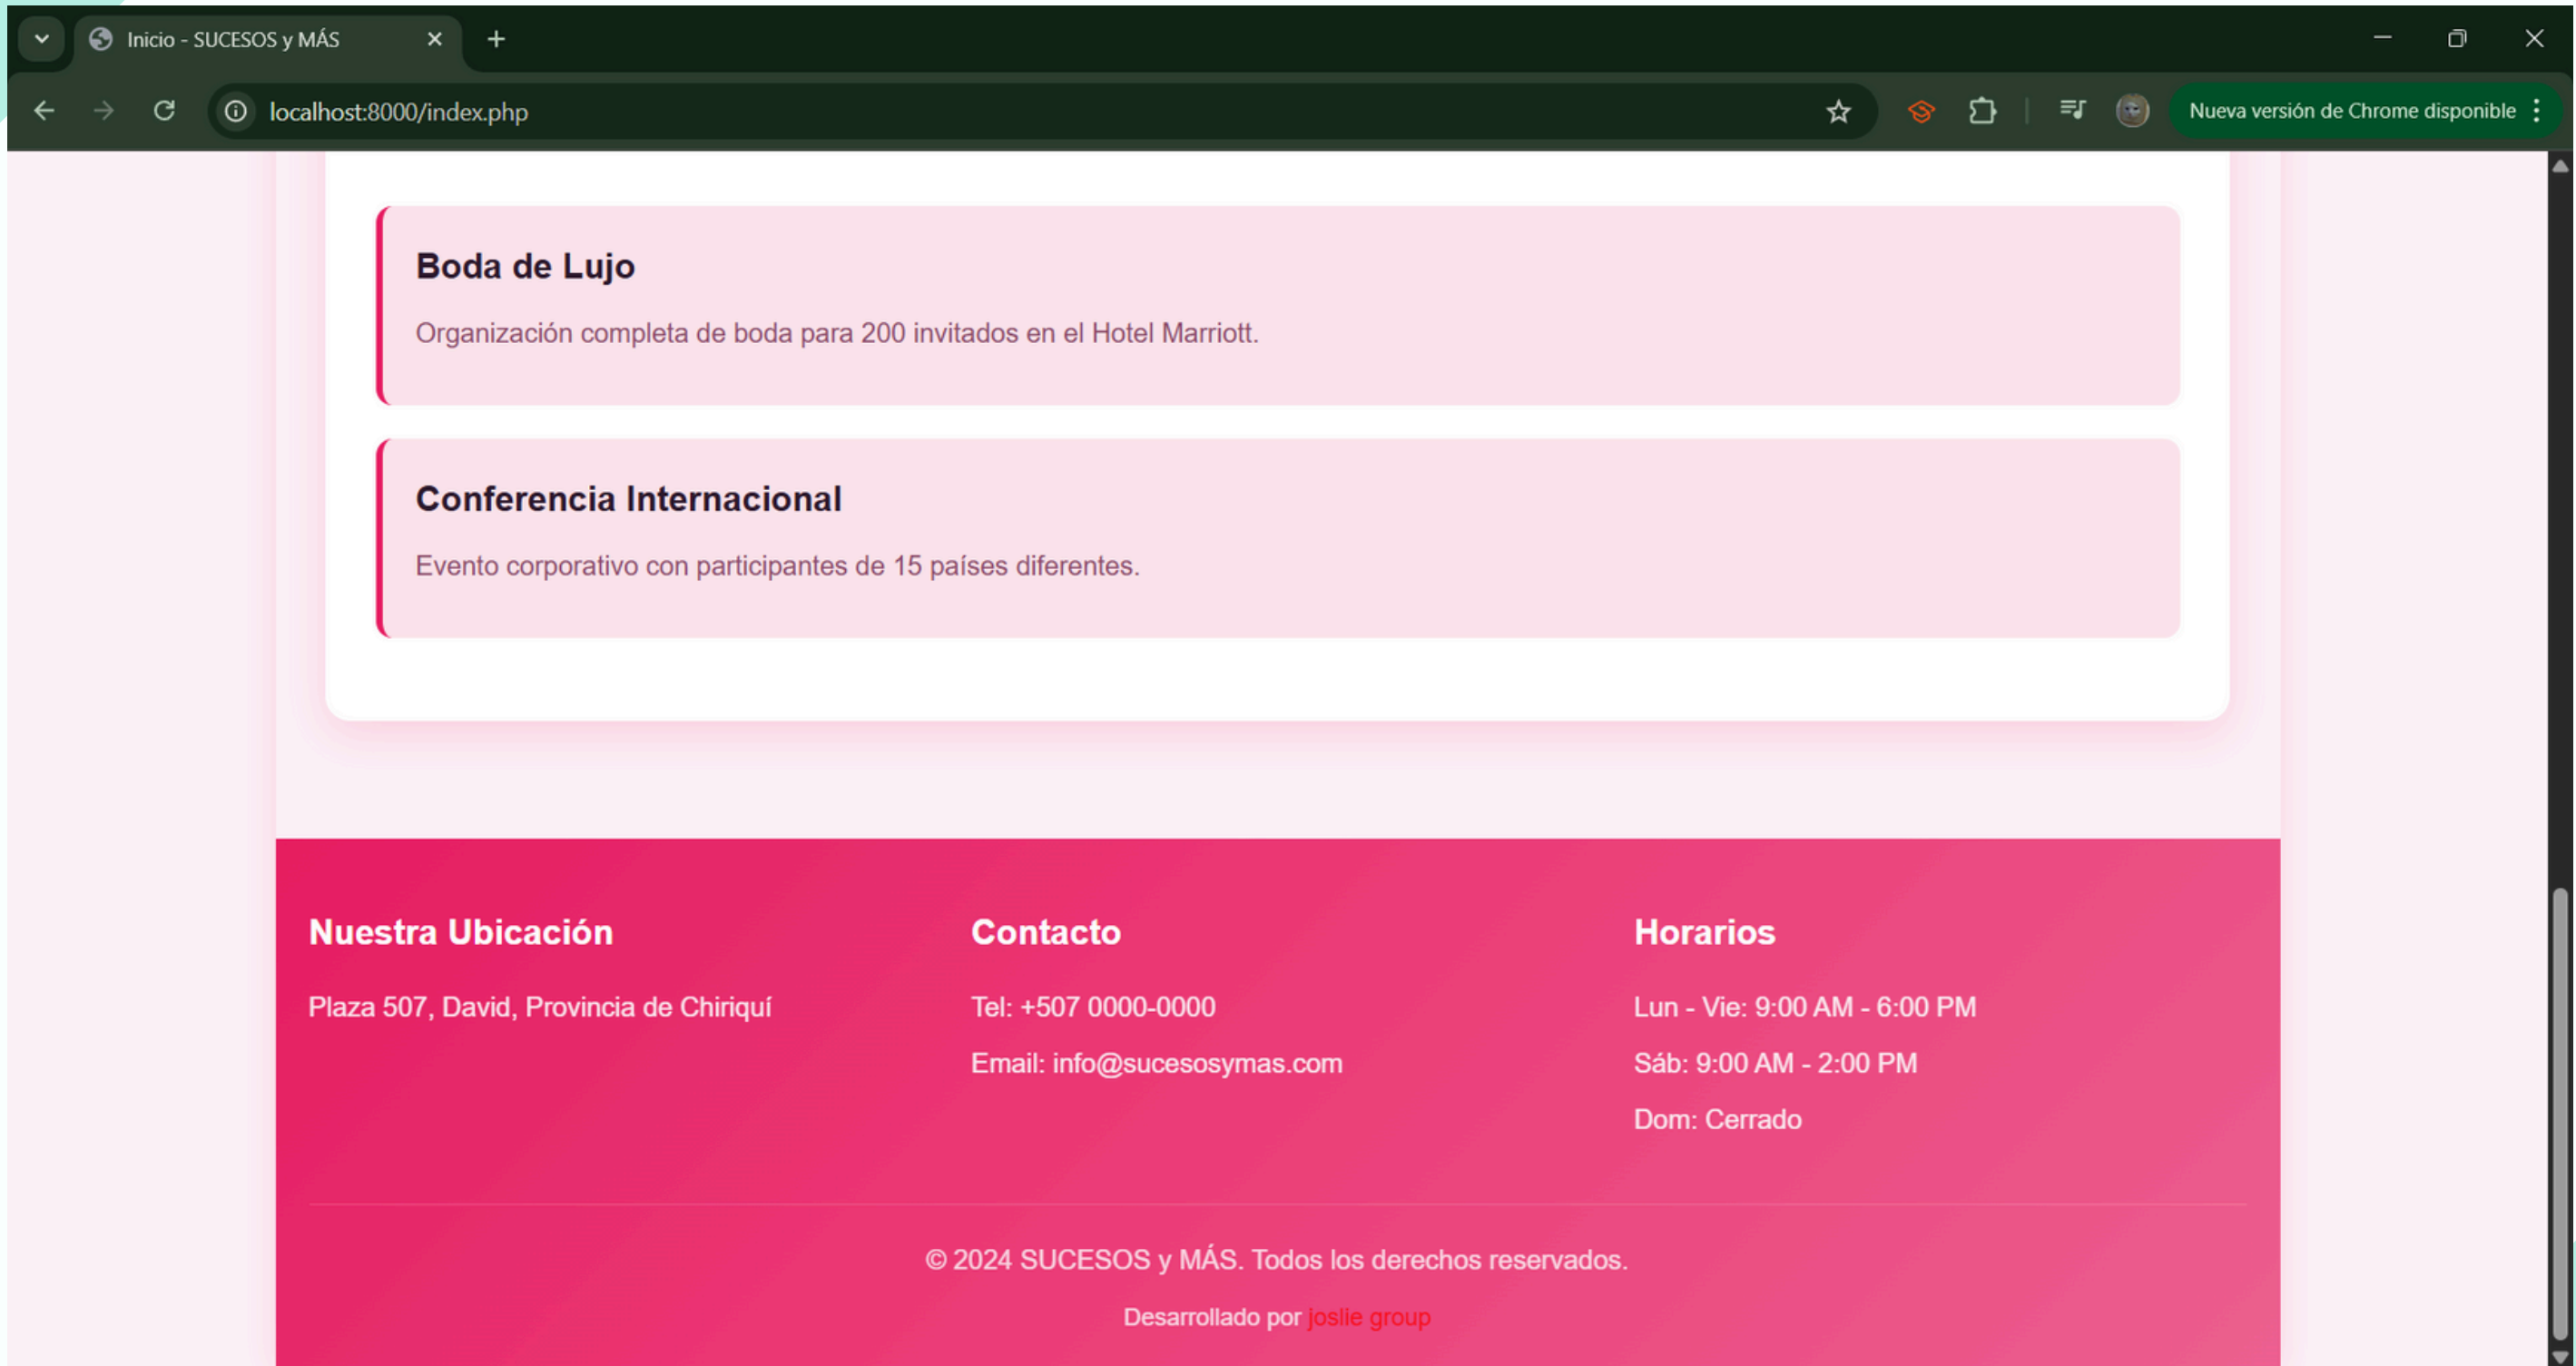 Inicio - SUCESOS y MÁS
localhost:8000/index.php
Nueva versión de Chrome disponible
Boda de Lujo
Organización completa de boda para 200 invitados en el Hotel Marriott.
Conferencia Internacional
Evento corporativo con participantes de 15 países diferentes.
Nuestra Ubicación
Plaza 507, David, Provincia de Chiriquí
Contacto
Tel: +507 0000-0000
Email: info@sucesosymas.com
Horarios
Lun - Vie: 9:00 AM - 6:00 PM
Sáb: 9:00 AM - 2:00 PM
Dom: Cerrado
© 2024 SUCESOS y MÁS. Todos los derechos reservados.
Desarrollado por joslie group